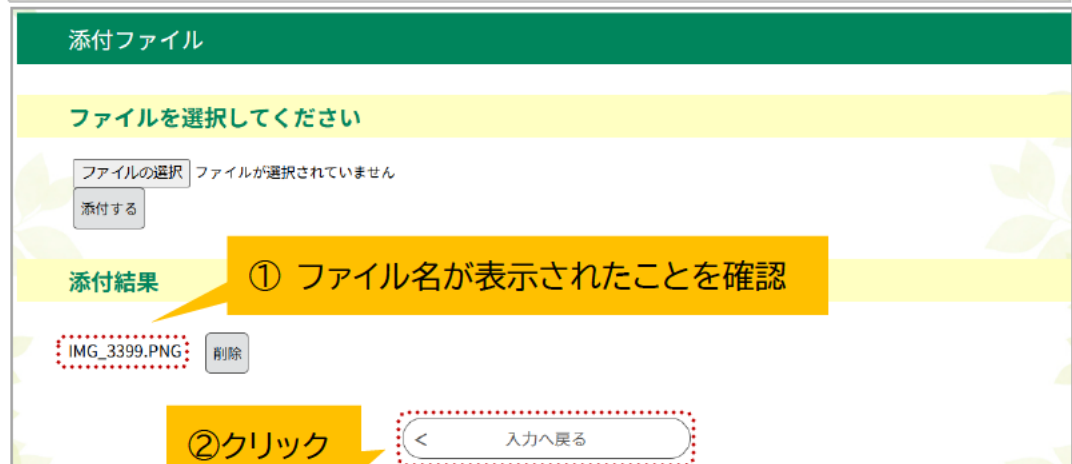 添付ファイル
ファイルを選択してください
ファイルの選択 ファイルが選択されていません
添付する
添付結果
① ファイル名が表示されたことを確認
IMG_3399.PNG 削除
②クリック
< 入力へ戻る